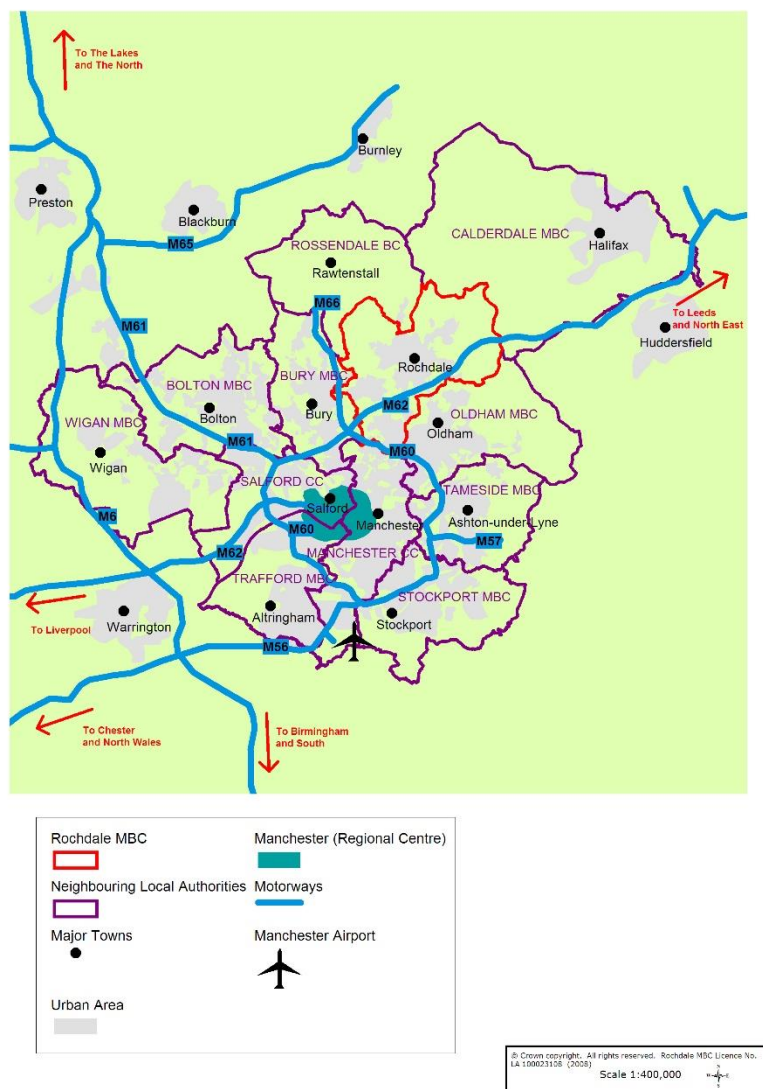 To The Lakes
and The North
Burnley
Preston
Blackburn
M65
ROSSENDALE BC
Rawtenstall
CALDERDALE MBC
Halifax
M66
To Leeds
and North East
Huddersfield
M61
Rochdale
BOLTON MBC
BURY MBC
M62
Bolton
Bury
OLDHAM MBC
WIGAN MBC
Oldham
M61
M60
Wigan
SALFORD CC
TAMESIDE MBC
Salford
M6
Manchester
Ashton-under-Lyne
M60
M57
M62
MANCHESTER CC
TRAFFORD MBC
STOCKPORT MBC
Altringham
Warrington
Stockport
To Liverpool
M56
To Chester
and North Wales
To Birmingham
and South
Rochdale MBC
Manchester (Regional Centre)
Neighbouring Local Authorities
Motorways
Major Towns
Manchester Airport
Urban Area
© Crown copyright. All rights reserved. Rochdale MBC Licence No.
LA 100023108 (2008)
Scale 1:400,000